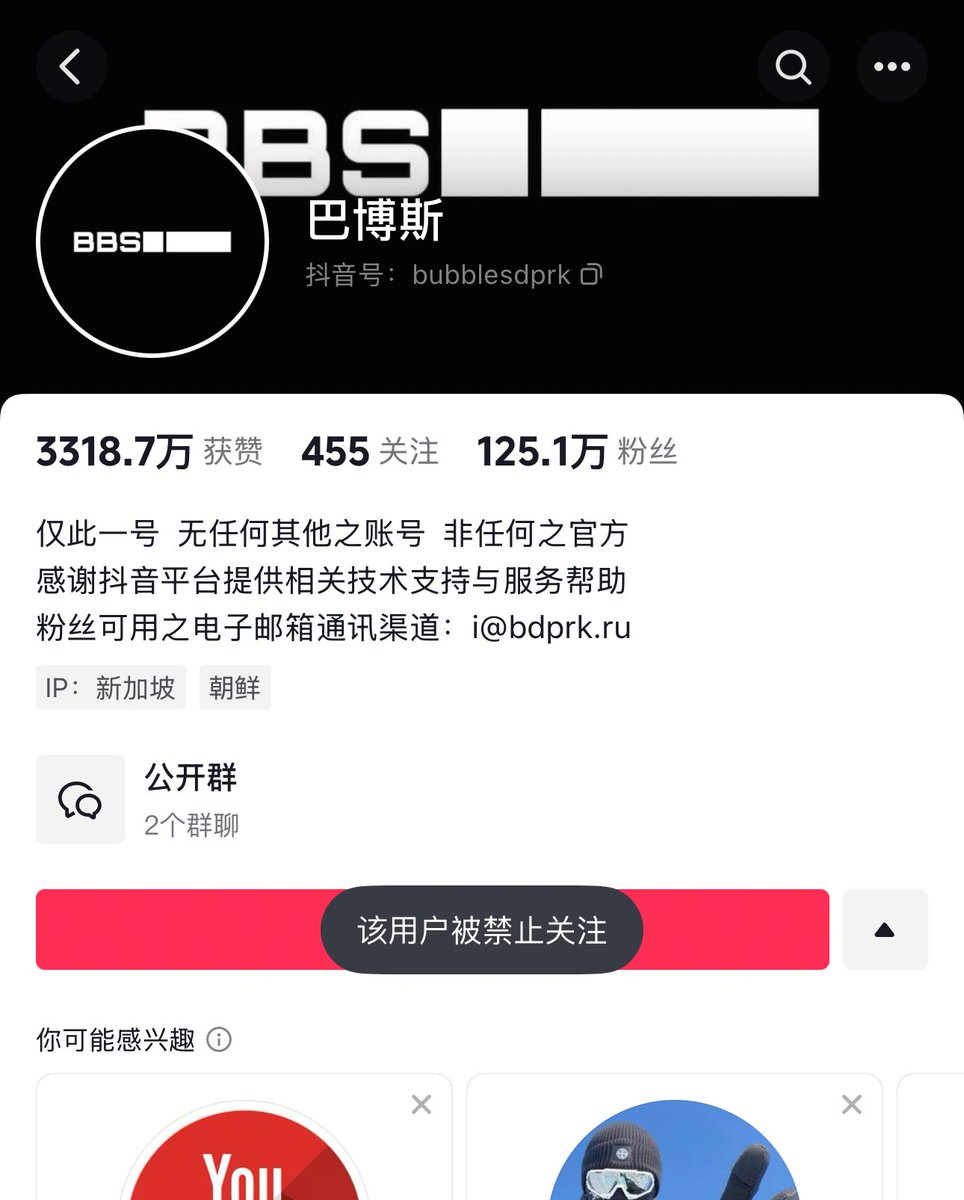 BBS
BBS
巴博斯
抖音号：bubblesdprk
3318.7万 获赞 455 关注 125.1万 粉丝
仅此一号 无任何其他之账号 非任何之官方
感谢抖音平台提供相关技术支持与服务帮助
粉丝可用之电子邮箱通讯渠道：i@bdprk.ru
IP：新加坡 朝鲜
公开群
2个群聊
该用户被禁止关注
你可能感兴趣
You